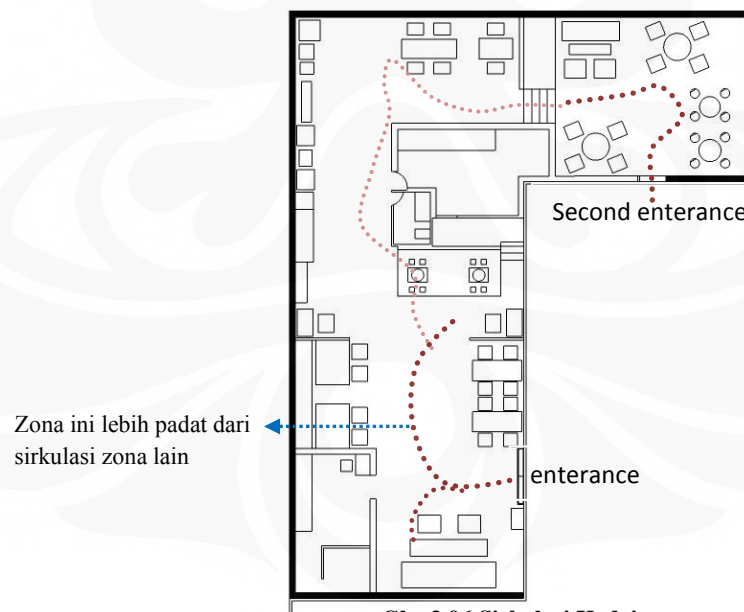 Second enterance
Zona ini lebih padat dari
sirkulasi zona lain
enterance